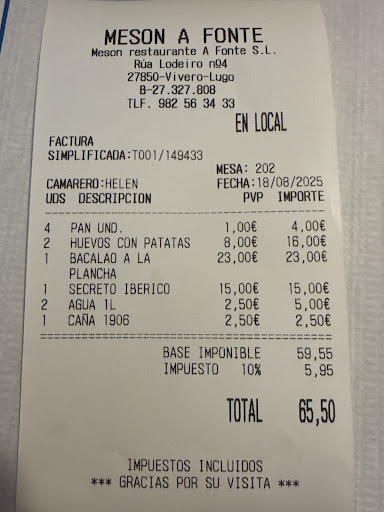 MESON A FONTE
Meson restaurante A Fonte S.L.
Rúa Lodeiro nº4
27850-Vivero-Lugo
B-27.327.808
TLF. 982 56 34 33
EN LOCAL
FACTURA
SIMPLIFICADA:T001/149433
MESA: 202
CAMARERO:HELEN FECHA:18/08/2025
UDS DESCRIPCION PVP IMPORTE
4 PAN UND. 1,00€ 4,00€
2 HUEVOS CON PATATAS 8,00€ 16,00€
1 BACALAO A LA 23,00€ 23,00€
PLANCHA
1 SECRETO IBERICO 15,00€ 15,00€
2 AGUA 1L 2,50€ 5,00€
1 CAÑA 1906 2,50€ 2,50€
BASE IMPONIBLE 59,55
IMPUESTO 10% 5,95
TOTAL 65,50
IMPUESTOS INCLUIDOS
*** GRACIAS POR SU VISITA ***